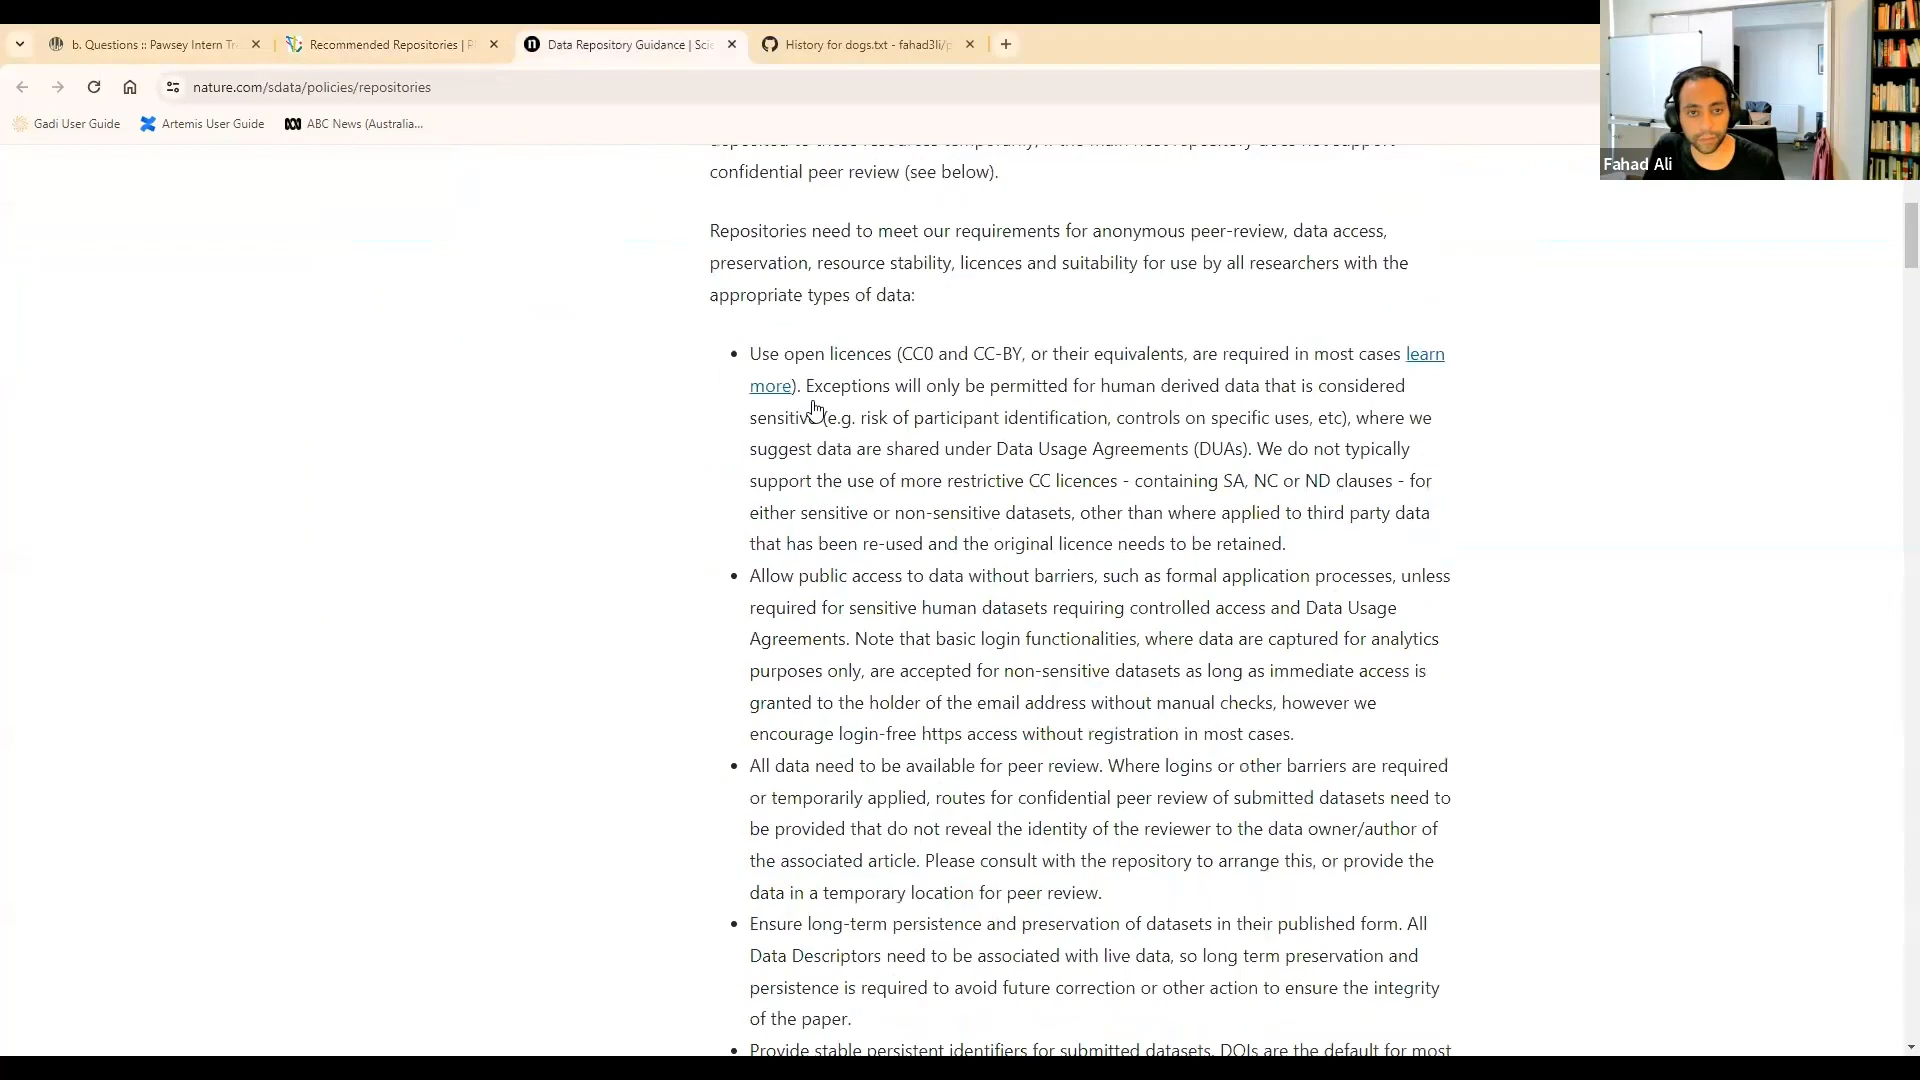 b. Questions :: Pawsey Intern Tr
Recommended Repositories | P
Data Repository Guidance | Scie
History for dogs.txt - fahad3li/p
nature.com/sdata/policies/repositories
Gadi User Guide
Artemis User Guide
ABC News (Australia...
Fahad Ali
deposited to these resources temporarily, if the main host repository does not support
confidential peer review (see below).
Repositories need to meet our requirements for anonymous peer-review, data access,
preservation, resource stability, licences and suitability for use by all researchers with the
appropriate types of data:
• Use open licences (CC0 and CC-BY, or their equivalents, are required in most cases learn
more). Exceptions will only be permitted for human derived data that is considered
sensitive (e.g. risk of participant identification, controls on specific uses, etc), where we
suggest data are shared under Data Usage Agreements (DUAs). We do not typically
support the use of more restrictive CC licences - containing SA, NC or ND clauses - for
either sensitive or non-sensitive datasets, other than where applied to third party data
that has been re-used and the original licence needs to be retained.
• Allow public access to data without barriers, such as formal application processes, unless
required for sensitive human datasets requiring controlled access and Data Usage
Agreements. Note that basic login functionalities, where data are captured for analytics
purposes only, are accepted for non-sensitive datasets as long as immediate access is
granted to the holder of the email address without manual checks, however we
encourage login-free https access without registration in most cases.
• All data need to be available for peer review. Where logins or other barriers are required
or temporarily applied, routes for confidential peer review of submitted datasets need to
be provided that do not reveal the identity of the reviewer to the data owner/author of
the associated article. Please consult with the repository to arrange this, or provide the
data in a temporary location for peer review.
• Ensure long-term persistence and preservation of datasets in their published form. All
Data Descriptors need to be associated with live data, so long term preservation and
persistence is required to avoid future correction or other action to ensure the integrity
of the paper.
• Provide stable persistent identifiers for submitted datasets. DOIs are the default for most